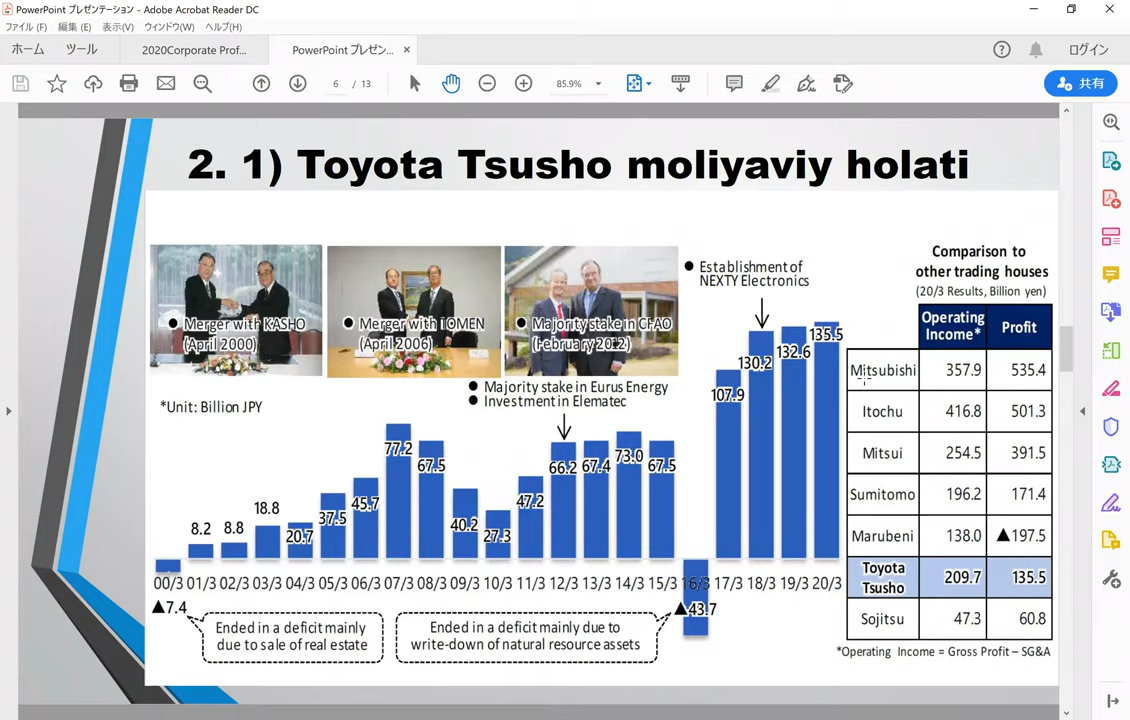 PowerPoint プレゼンテーション - Adobe Acrobat Reader DC
ファイル (F) 編集 (E) 表示(V) ウィンドウ(W) ヘルプ(H)
ホーム ツール 2020Corporate Prof... PowerPoint プレゼン... × ログイン
6 / 13 85.9% 共有
2. 1) Toyota Tsusho moliyaviy holati
● Merger with KASHO
(April 2000)
● Merger with TOMEN
(April 2006)
● Majority stake in CFAO
(February 2012)
● Establishment of
NEXTY Electronics
● Majority stake in Eurus Energy
● Investment in Elematec
*Unit: Billion JPY
▲7.4 8.2 8.8 18.8 20.7 37.5 45.7 77.2 67.5 40.2 27.3 47.2 66.2 67.4 73.0 67.5 ▲43.7 107.9 130.2 132.6 135.5
00/3 01/3 02/3 03/3 04/3 05/3 06/3 07/3 08/3 09/3 10/3 11/3 12/3 13/3 14/3 15/3 16/3 17/3 18/3 19/3 20/3
Ended in a deficit mainly
due to sale of real estate
Ended in a deficit mainly due to
write-down of natural resource assets
Comparison to
other trading houses
(20/3 Results, Billion yen)
Operating
Income* Profit
Mitsubishi 357.9 535.4
Itochu 416.8 501.3
Mitsui 254.5 391.5
Sumitomo 196.2 171.4
Marubeni 138.0 ▲197.5
Toyota
Tsusho 209.7 135.5
Sojitsu 47.3 60.8
*Operating Income = Gross Profit – SG&A